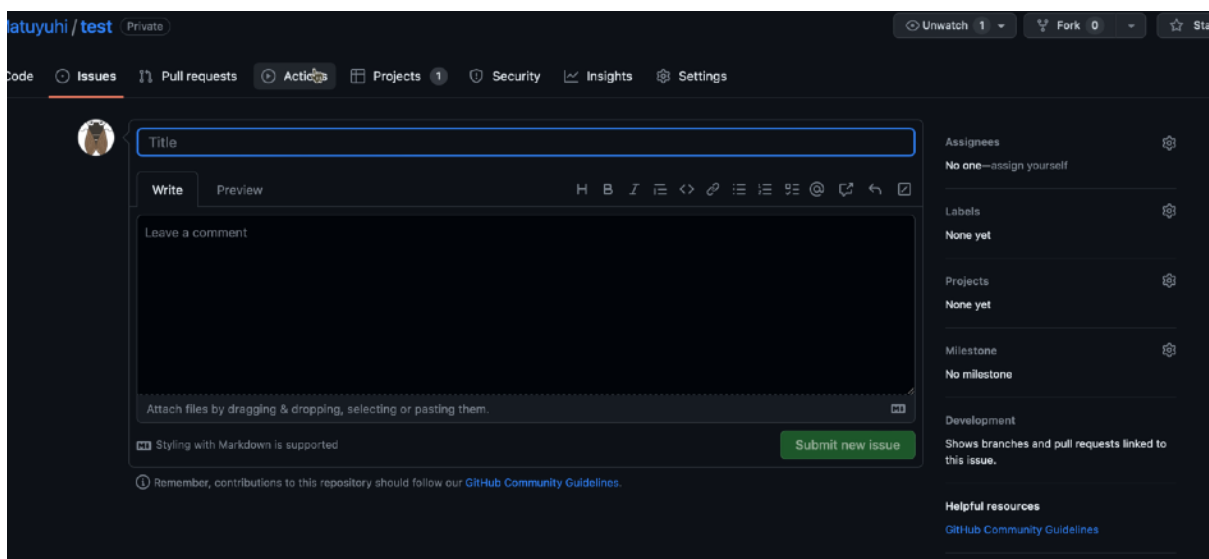 latuyuhi / test Private
Unwatch 1
Fork 0
Code
Issues
Pull requests
Actions
Projects 1
Security
Insights
Settings
Title
Write
Preview
Leave a comment
Attach files by dragging & dropping, selecting or pasting them.
Styling with Markdown is supported
Submit new issue
Remember, contributions to this repository should follow our GitHub Community Guidelines.
Assignees
No one—assign yourself
Labels
None yet
Projects
None yet
Milestone
No milestone
Development
Shows branches and pull requests linked to
this issue.
Helpful resources
GitHub Community Guidelines